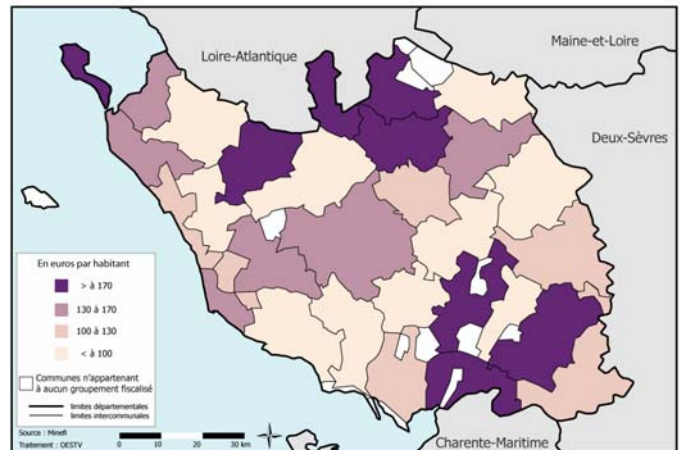 Loire-Atlantique
Maine-et-Loire
Deux-Sèvres
En euros par habitant
> à 170
130 à 170
100 à 130
< à 100
Communes n'appartenant
à aucun groupement fiscalisé
limites départementales
limites intercommunales
Source : Minefi
Traitement : OESTV
0 10 20 30 km
Charente-Maritime